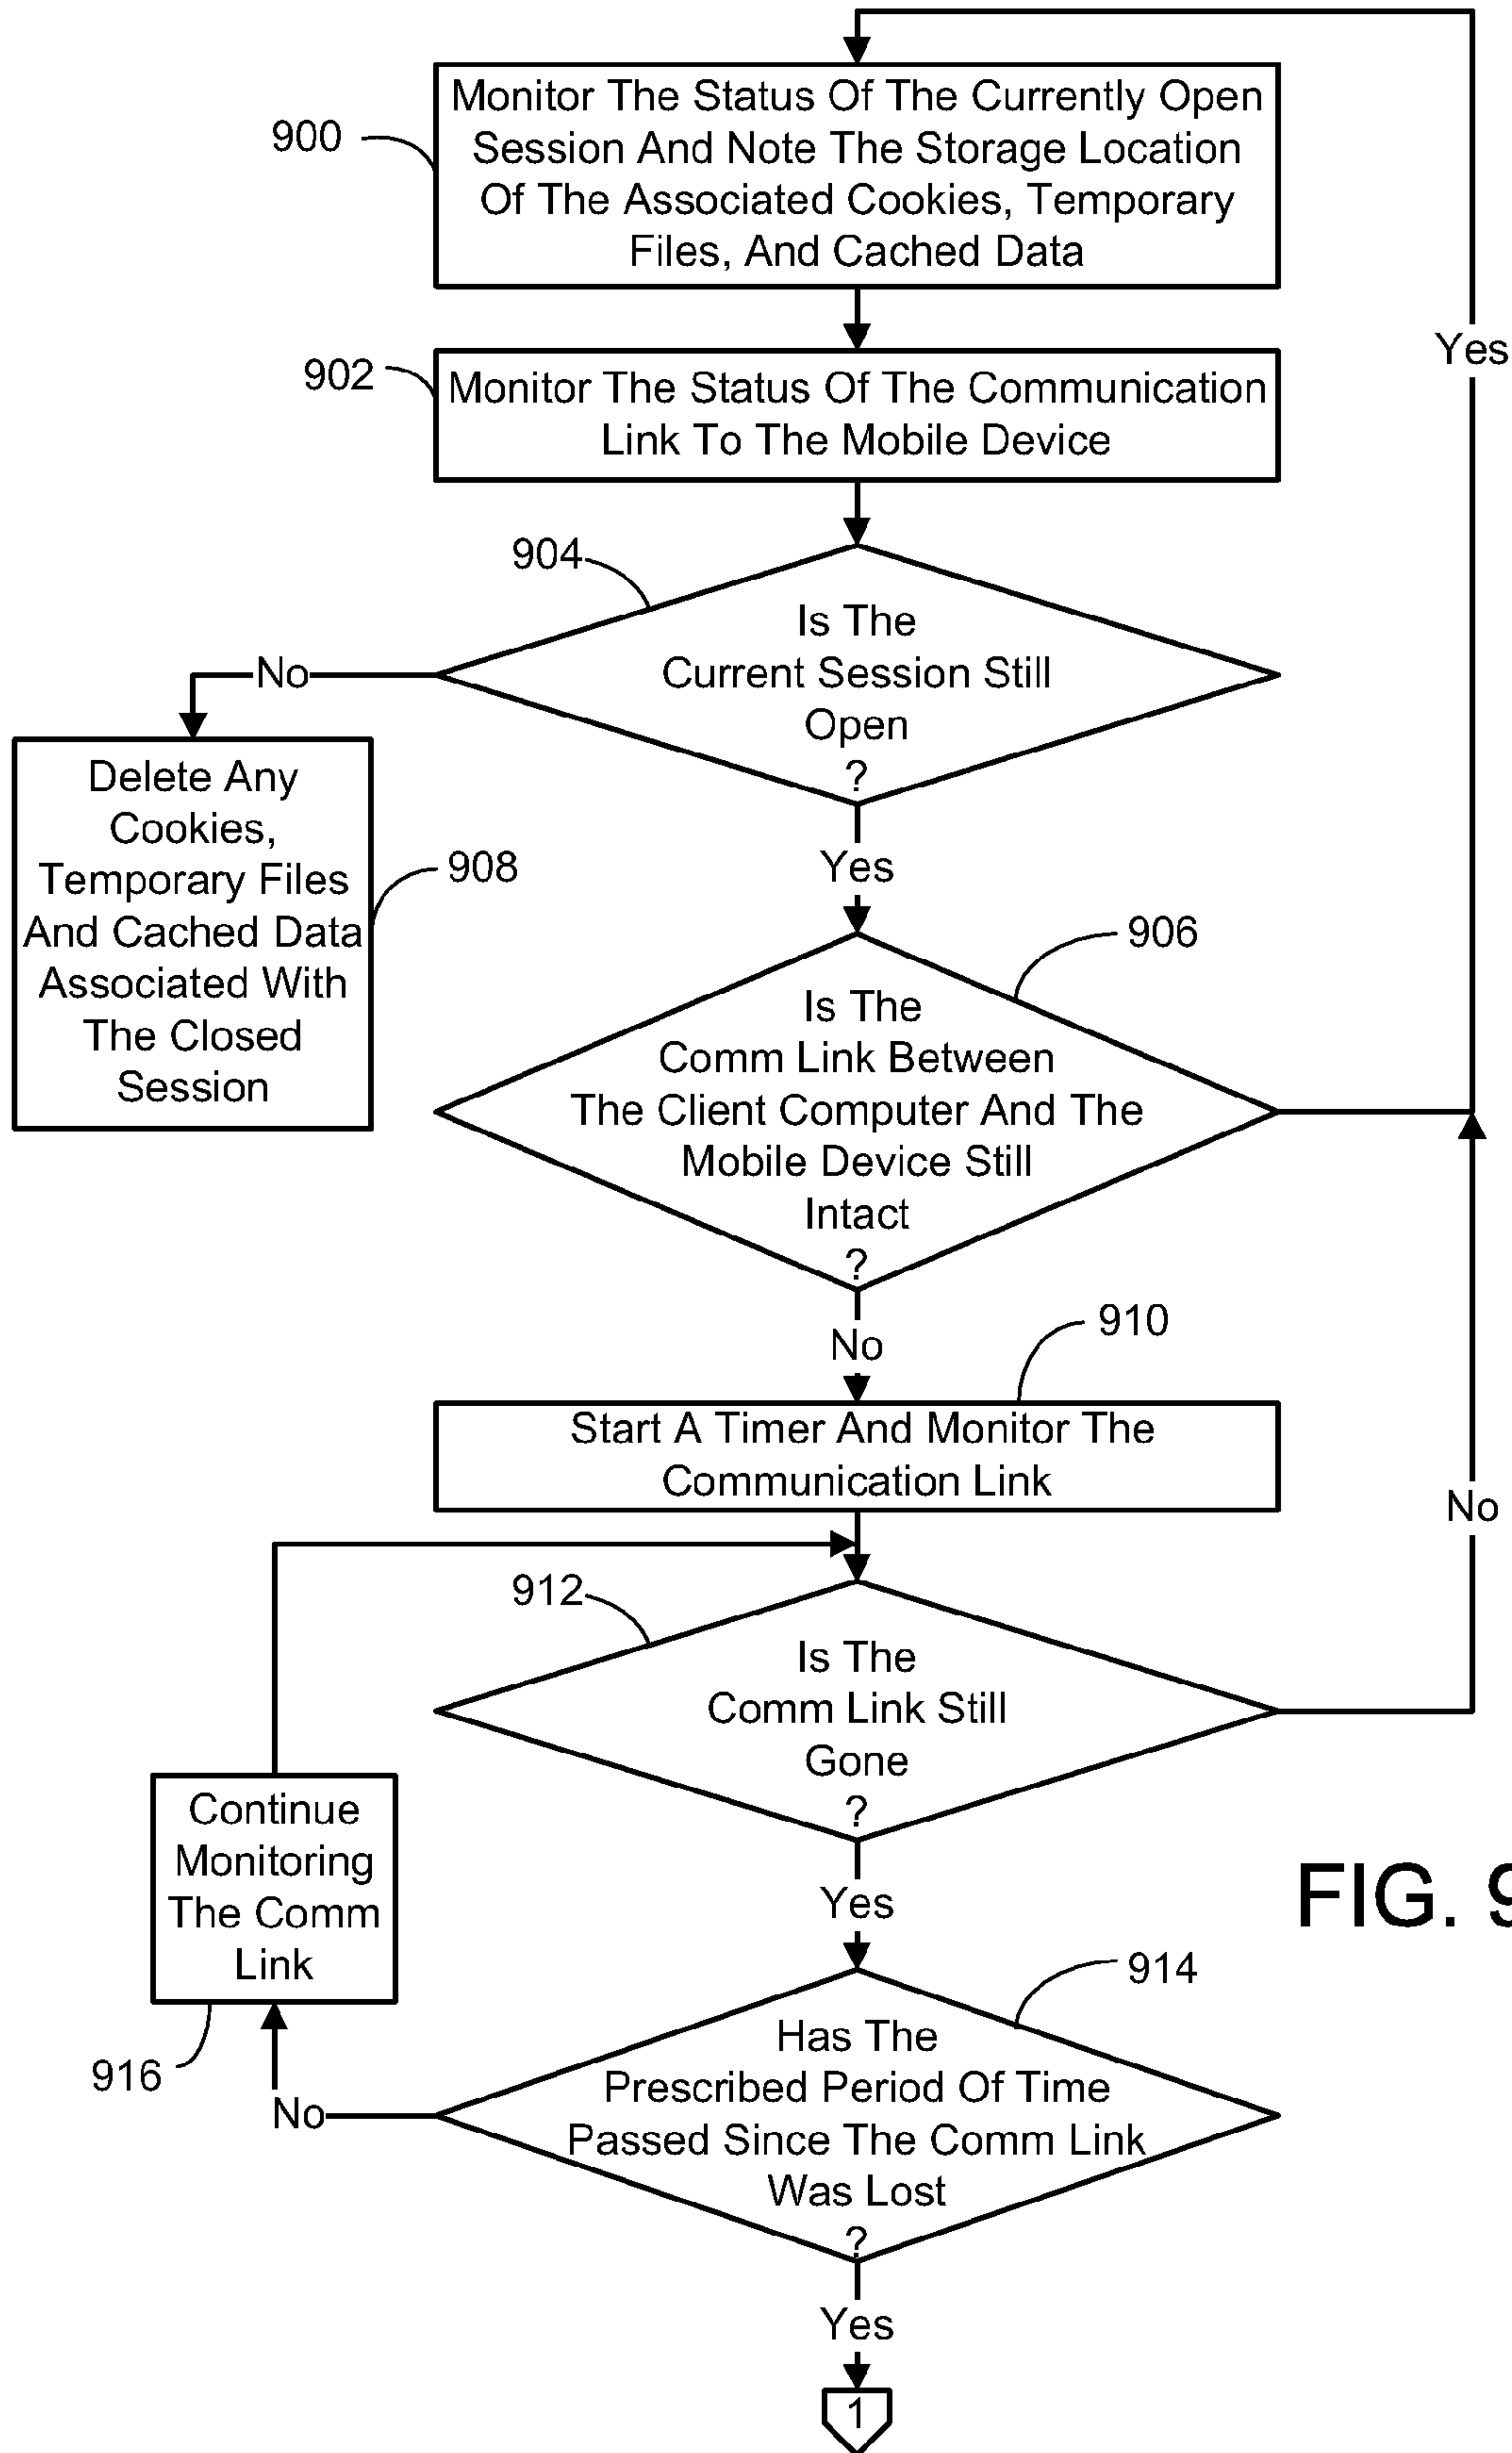 Monitor The Status Of The Currently Open
Session And Note The Storage Location
Of The Associated Cookies, Temporary
Files, And Cached Data
900
Yes
902
Monitor The Status Of The Communication
Link To The Mobile Device
904
Is The
Current Session Still
Open
?
No
Delete Any
Cookies,
Temporary Files
And Cached Data
Associated With
The Closed
Session
908
Yes
906
Is The
Comm Link Between
The Client Computer And The
Mobile Device Still
Intact
?
No
910
Start A Timer And Monitor The
Communication Link
No
912
Is The
Comm Link Still
Gone
?
Continue
Monitoring
The Comm
Link
916
Yes
FIG. 9
914
Has The
Prescribed Period Of Time
Passed Since The Comm Link
Was Lost
?
No
Yes
1